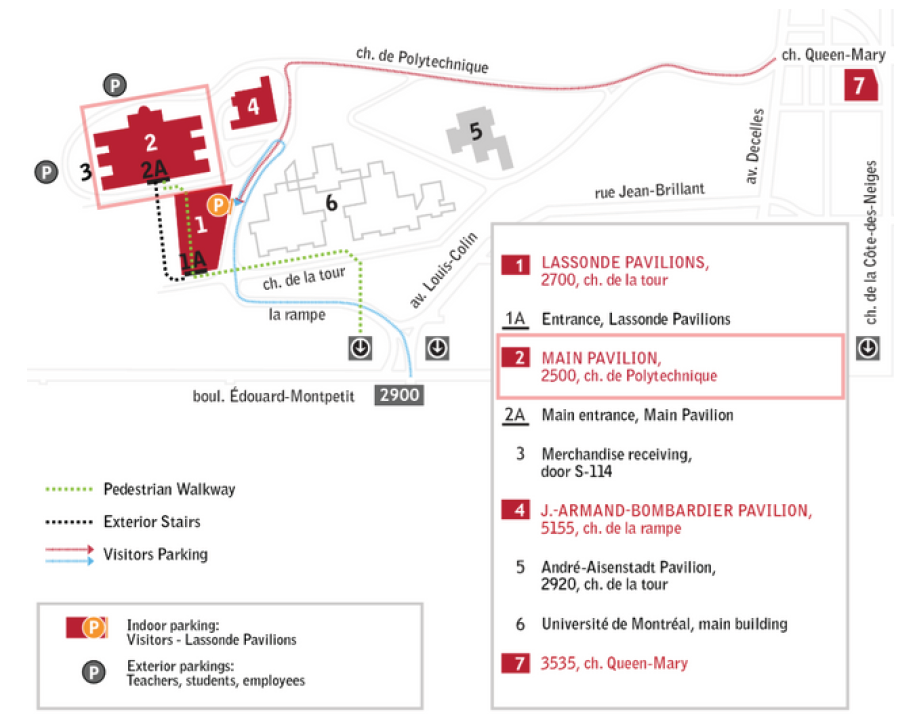 ch. de Polytechnique
ch. Queen-Mary
P
4
7
2
5
av. Decelles
P
3
2A
ch. de la Côte-des-Neiges
rue Jean-Brillant
P
6
1
1A
av. Louis-Colin
ch. de la tour
la rampe
boul. Édouard-Montpetit
2900
1 LASSONDE PAVILIONS,
2700, ch. de la tour
1A Entrance, Lassonde Pavilions
2 MAIN PAVILION,
2500, ch. de Polytechnique
2A Main entrance, Main Pavilion
3 Merchandise receiving,
door S-114
4 J.-ARMAND-BOMBARDIER PAVILION,
5155, ch. de la rampe
5 André-Aisenstadt Pavilion,
2920, ch. de la tour
6 Université de Montréal, main building
7 3535, ch. Queen-Mary
Pedestrian Walkway
Exterior Stairs
Visitors Parking
P Indoor parking:
Visitors - Lassonde Pavilions
P Exterior parkings:
Teachers, students, employees